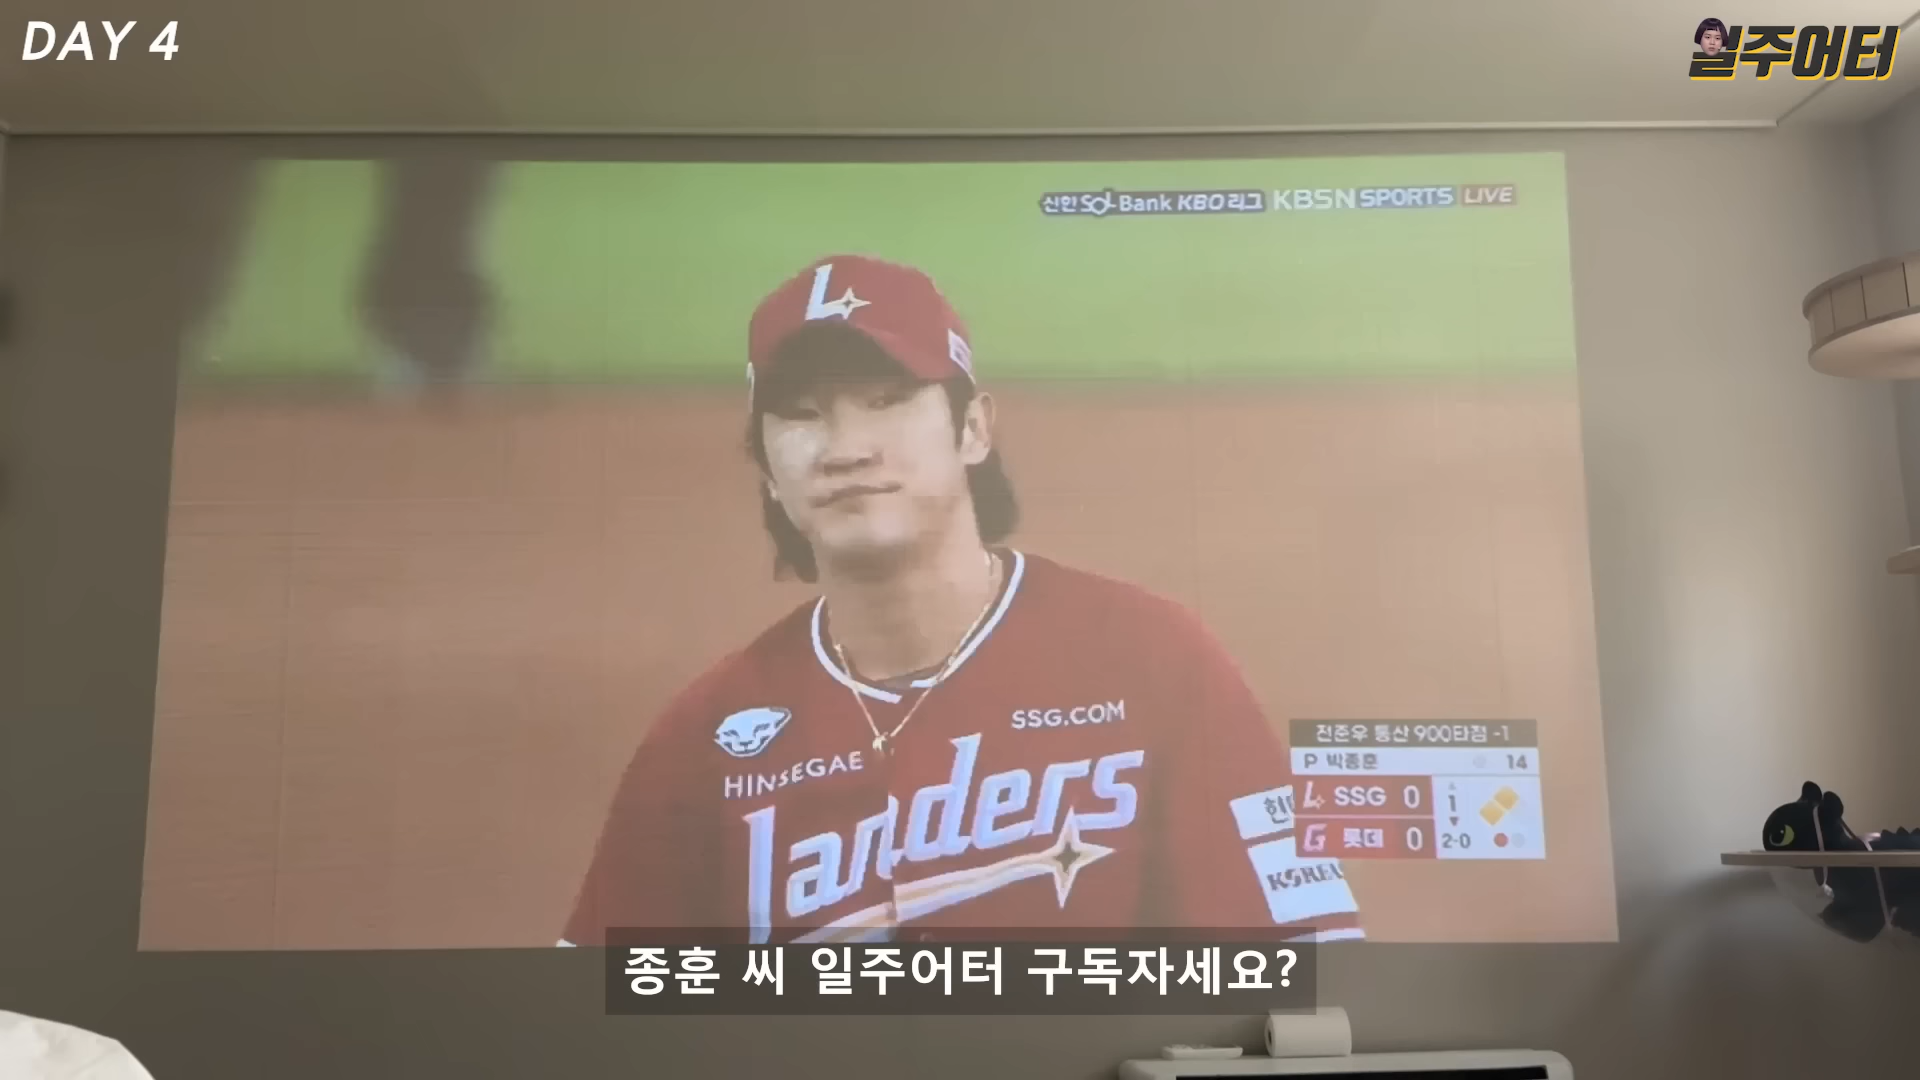 DAY 4
일주어터
신한 SOL Bank KBO 리그 KBSN SPORTS LIVE
L
SSG.COM
HINSEGAE
Landers
전준우 통산 900타점 -1
P 박종훈 14
SSG 0
롯데 0
1
2-0
KOREA
종훈 씨 일주어터 구독자세요?